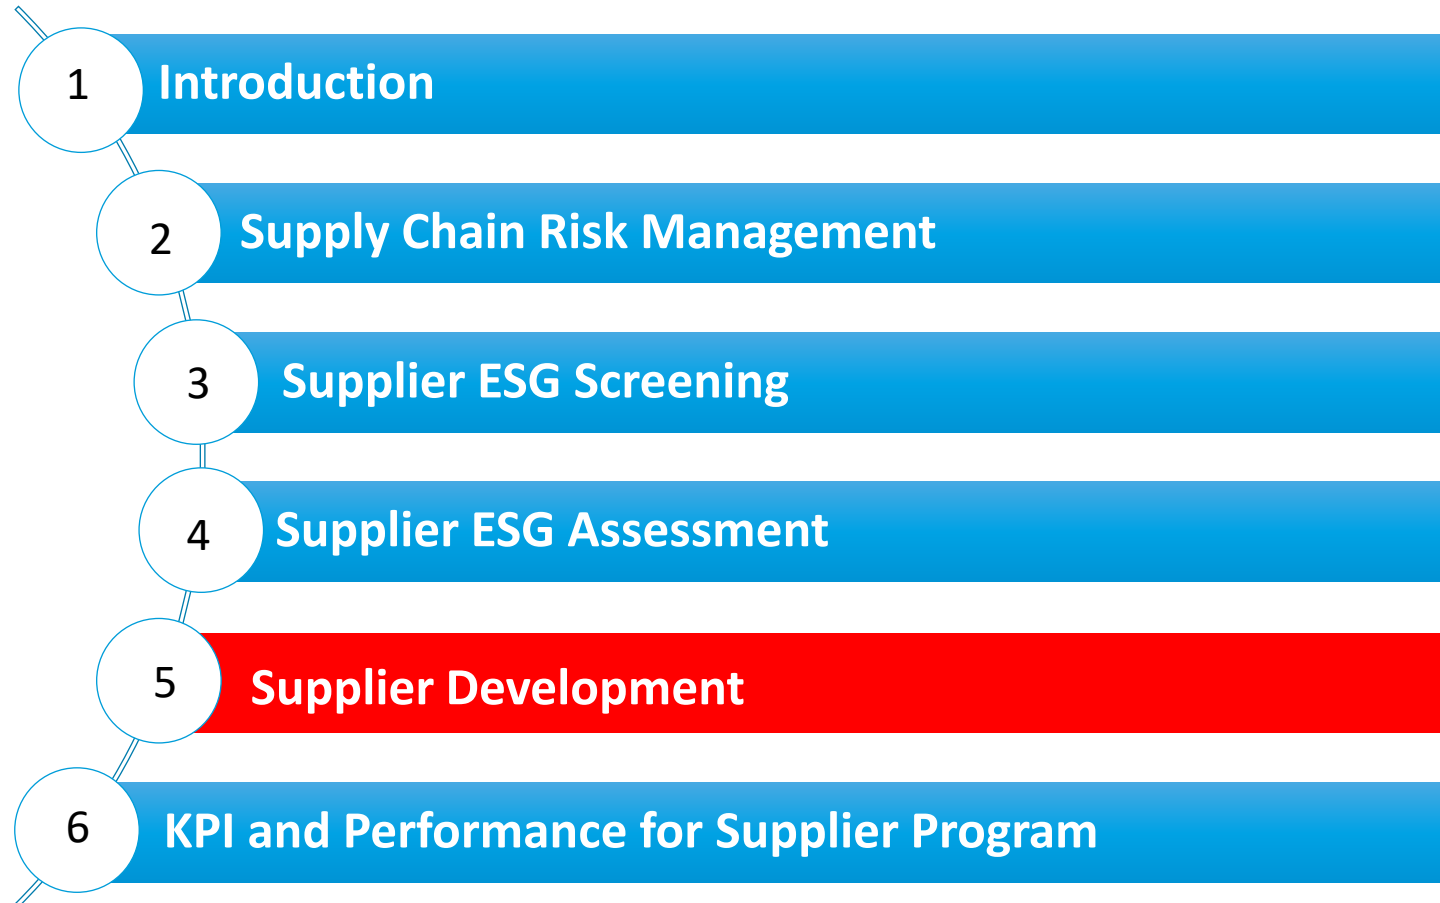 1 Introduction
2 Supply Chain Risk Management
3 Supplier ESG Screening
4 Supplier ESG Assessment
5 Supplier Development
6 KPI and Performance for Supplier Program